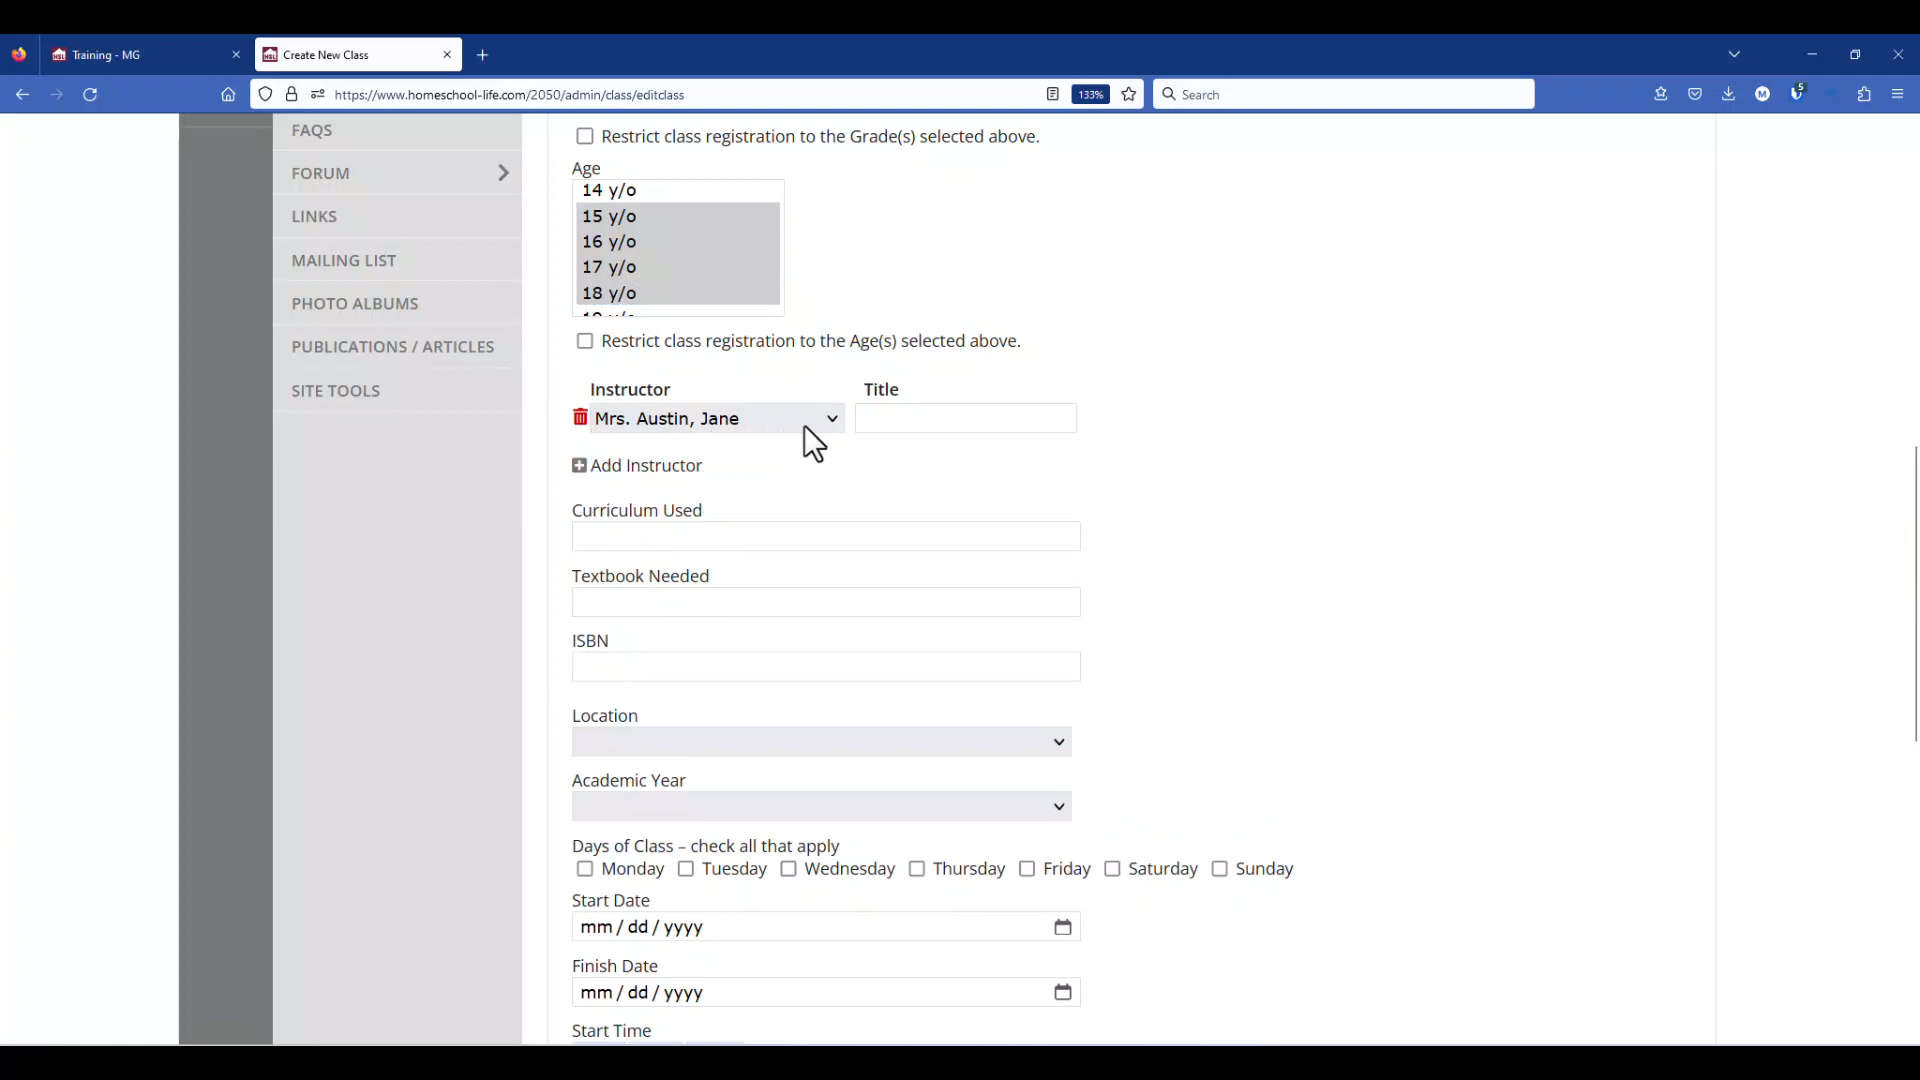 Training - MG
Create New Class
https://www.homeschool-life.com/2050/admin/class/editclass
133%
Search
M
5
FAQS
FORUM
LINKS
MAILING LIST
PHOTO ALBUMS
PUBLICATIONS / ARTICLES
SITE TOOLS
Restrict class registration to the Grade(s) selected above.
Age
14 y/o
15 y/o
16 y/o
17 y/o
18 y/o
Restrict class registration to the Age(s) selected above.
Instructor Title
Mrs. Austin, Jane
Add Instructor
Curriculum Used
Textbook Needed
ISBN
Location
Academic Year
Days of Class – check all that apply
Monday Tuesday Wednesday Thursday Friday Saturday Sunday
Start Date
mm / dd / yyyy
Finish Date
mm / dd / yyyy
Start Time